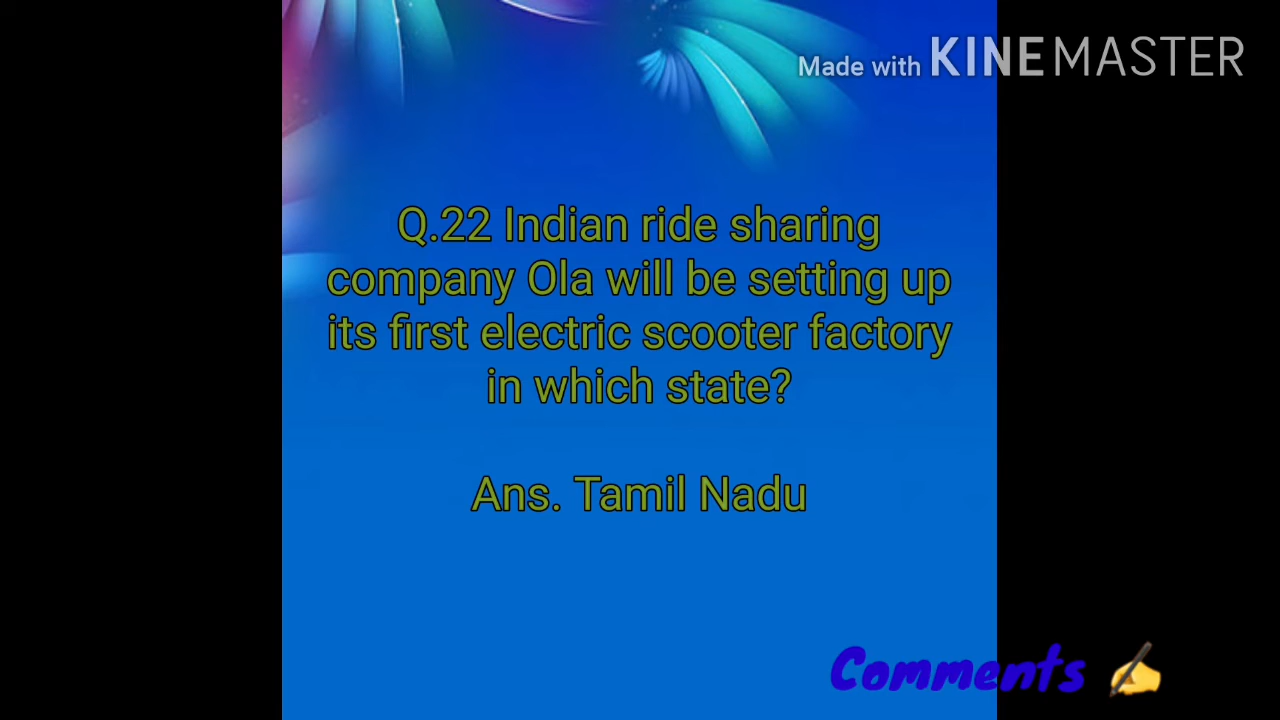 Made with KINEMASTER
Q.22 Indian ride sharing
company Ola will be setting up
its first electric scooter factory
in which state?
Ans. Tamil Nadu
Comments ✍️